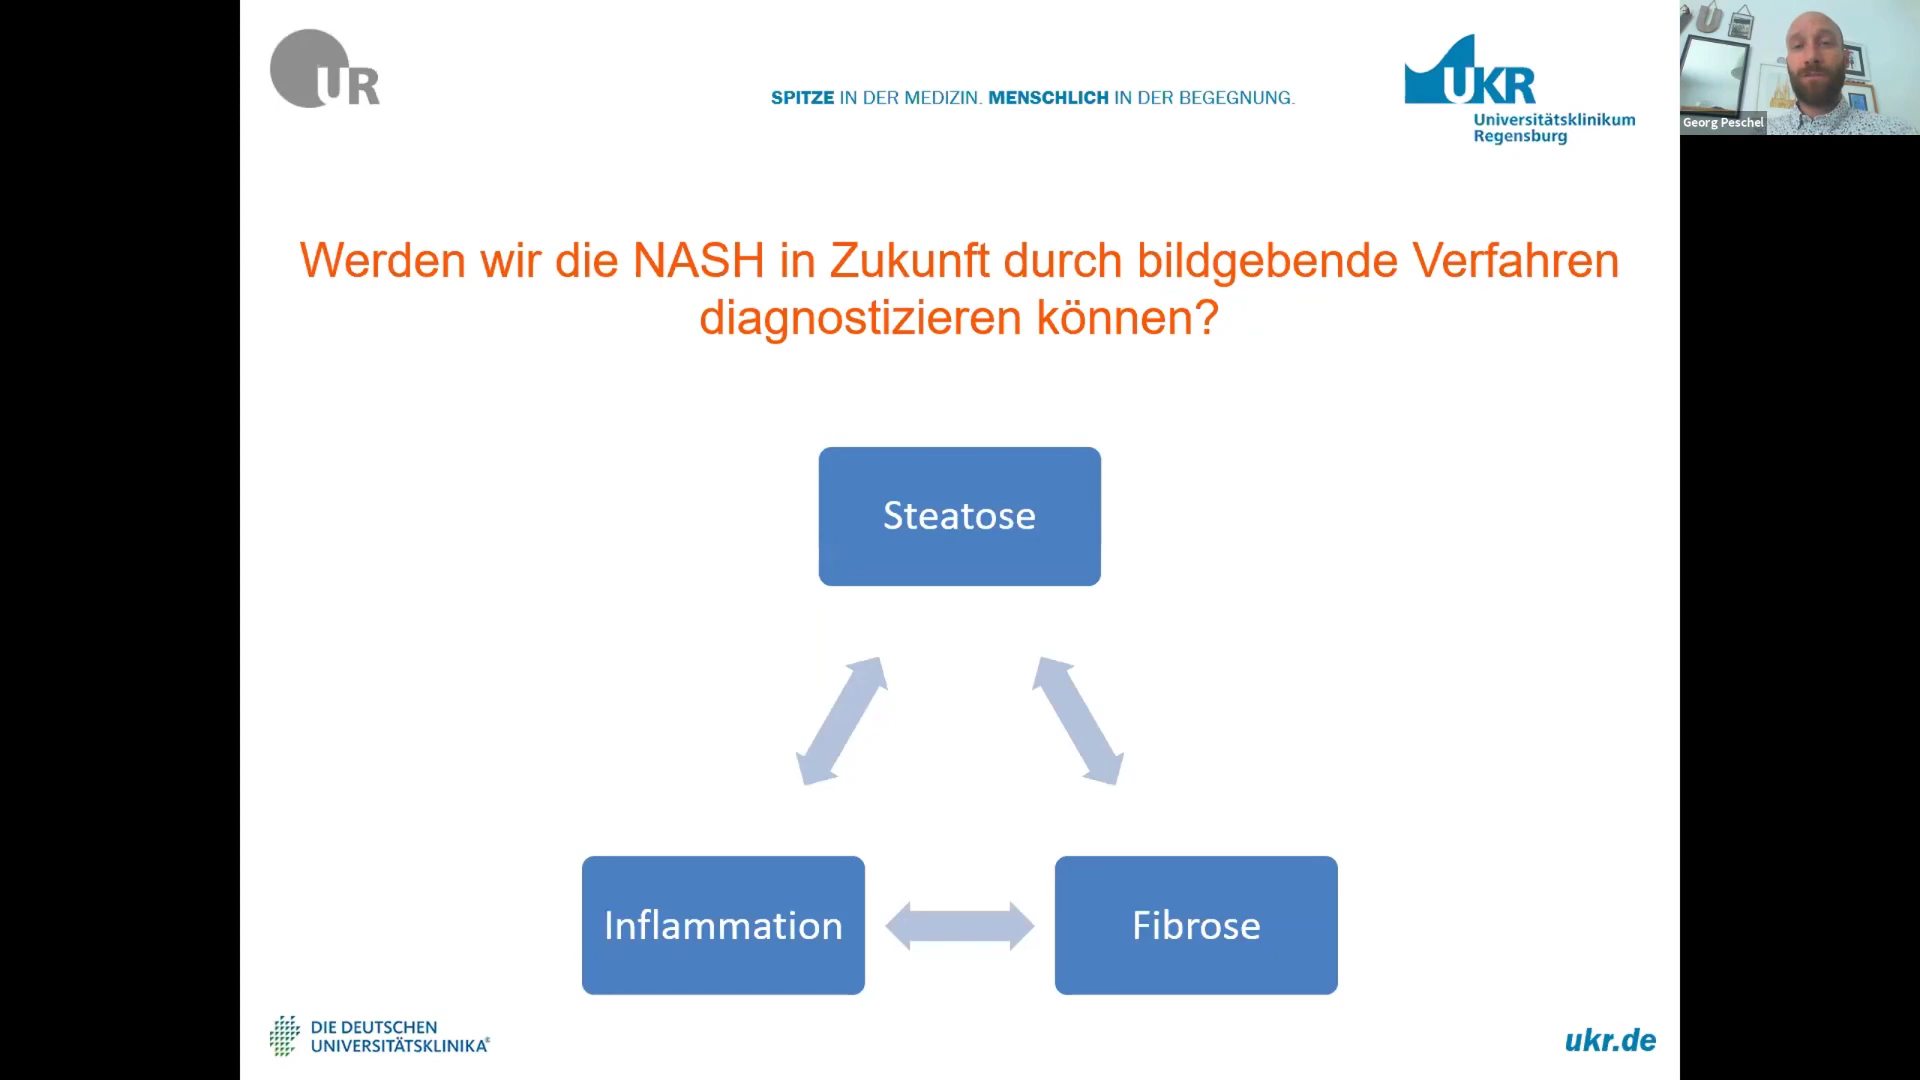 UR
SPITZE IN DER MEDIZIN. MENSCHLICH IN DER BEGEGNUNG.
UKR
Universitätsklinikum
Regensburg
Georg Peschel
Werden wir die NASH in Zukunft durch bildgebende Verfahren
diagnostizieren können?
Steatose
Inflammation
Fibrose
DIE DEUTSCHEN
UNIVERSITÄTSKLINIKA®
ukr.de